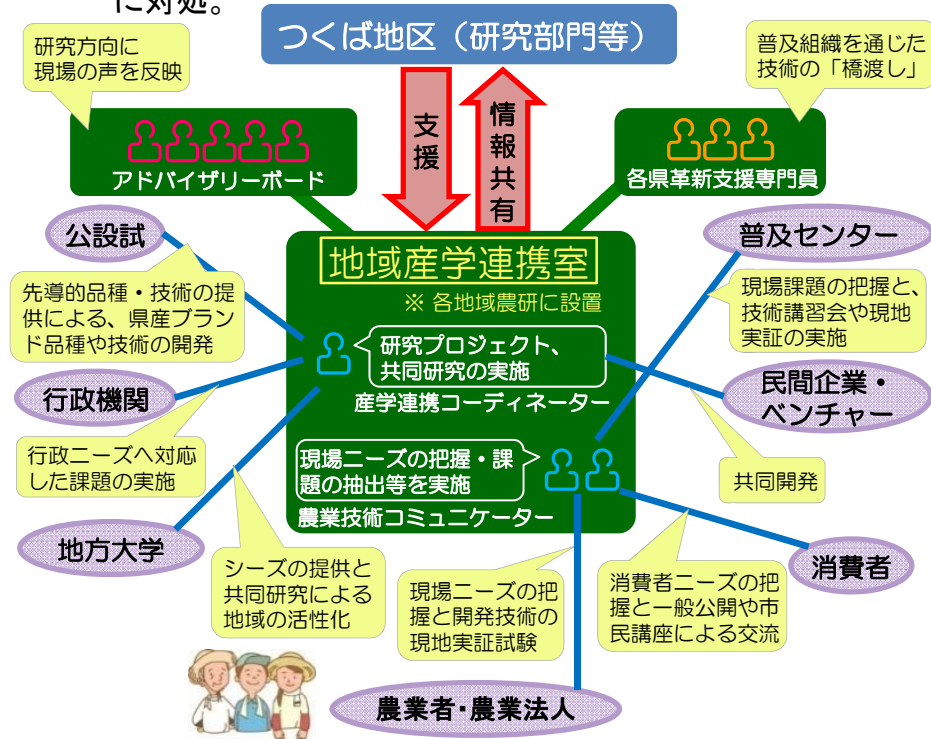 に対処。
つくば地区（研究部門等）
研究方向に
現場の声を反映
普及組織を通じた
技術の「橋渡し」
支援
情報共有
アドバイザリーボード
各県革新支援専門員
公設試
普及センター
地域産学連携室
※ 各地域農研に設置
先導的品種・技術の提
供による、県産ブラン
ド品種や技術の開発
現場課題の把握と、
技術講習会や現地
実証の実施
研究プロジェクト、
共同研究の実施
産学連携コーディネーター
行政機関
民間企業・
ベンチャー
行政ニーズへ対応
した課題の実施
現場ニーズの把握・課
題の抽出等を実施
農業技術コミュニケーター
共同開発
地方大学
消費者
シーズの提供と
共同研究による
地域の活性化
現場ニーズの把
握と開発技術の
現地実証試験
消費者ニーズの把
握と一般公開や市
民講座による交流
農業者・農業法人